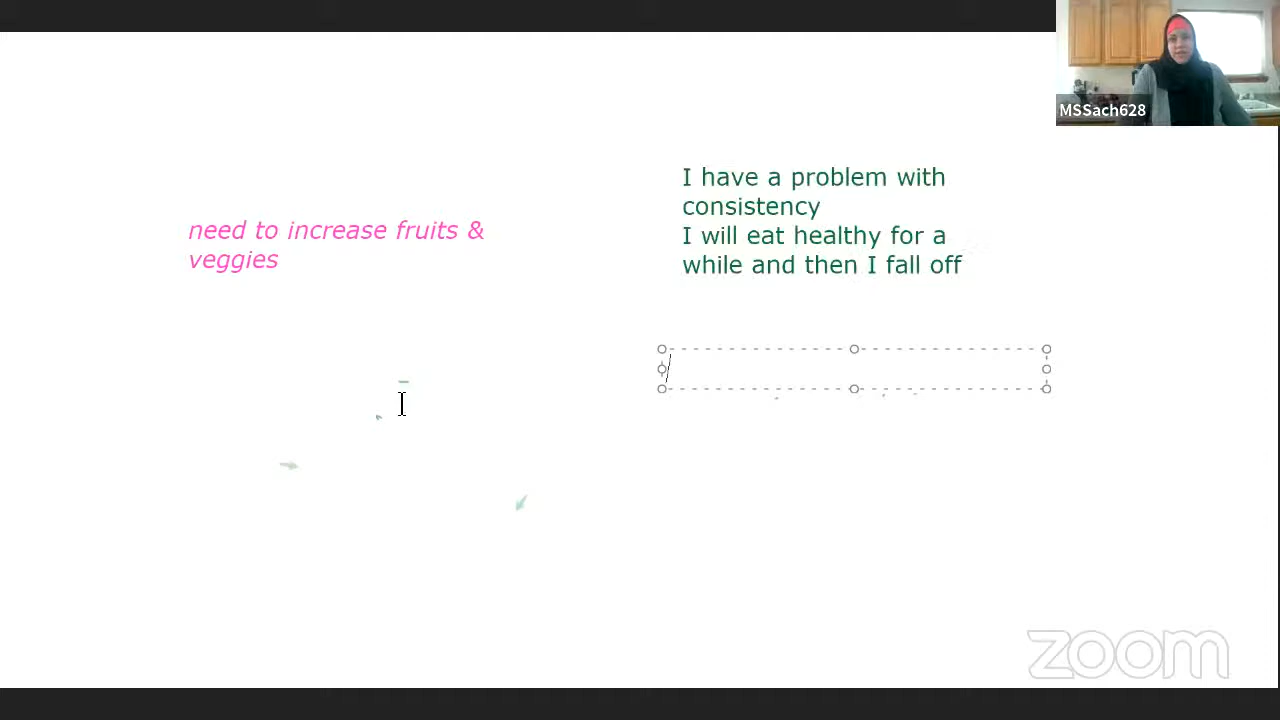 MSSach628
need to increase fruits &
veggies
I have a problem with
consistency
I will eat healthy for a
while and then I fall off
zoom